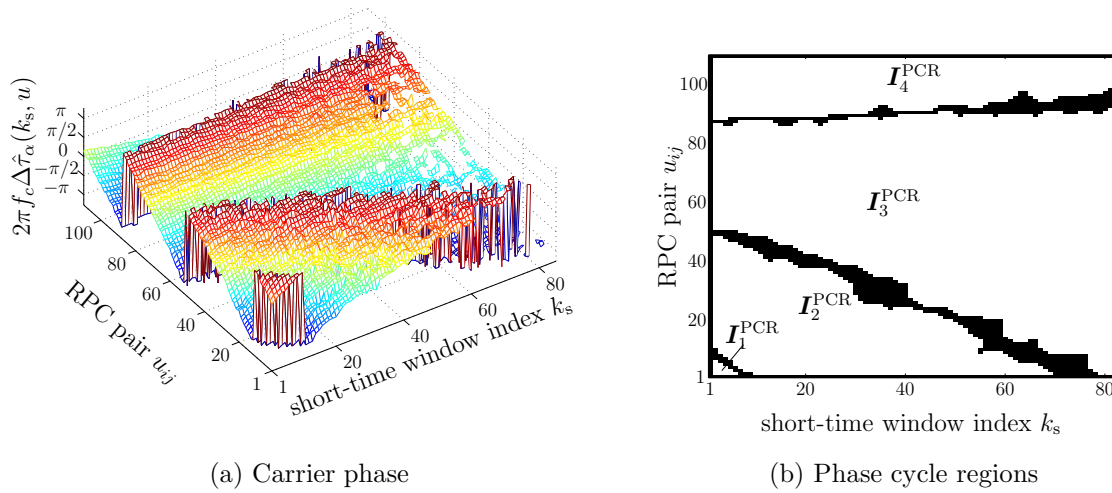 2πf_cΔτ̂_α(k_s, u)
π
π/2
0
−π/2
−π
100
80
60
40
20
1
RPC pair u_ij
1
20
40
60
80
short-time window index k_s
(a) Carrier phase
RPC pair u_ij
100
80
60
40
20
1
I_4^PCR
I_3^PCR
I_2^PCR
I_1^PCR
1
20
40
60
80
short-time window index k_s
(b) Phase cycle regions